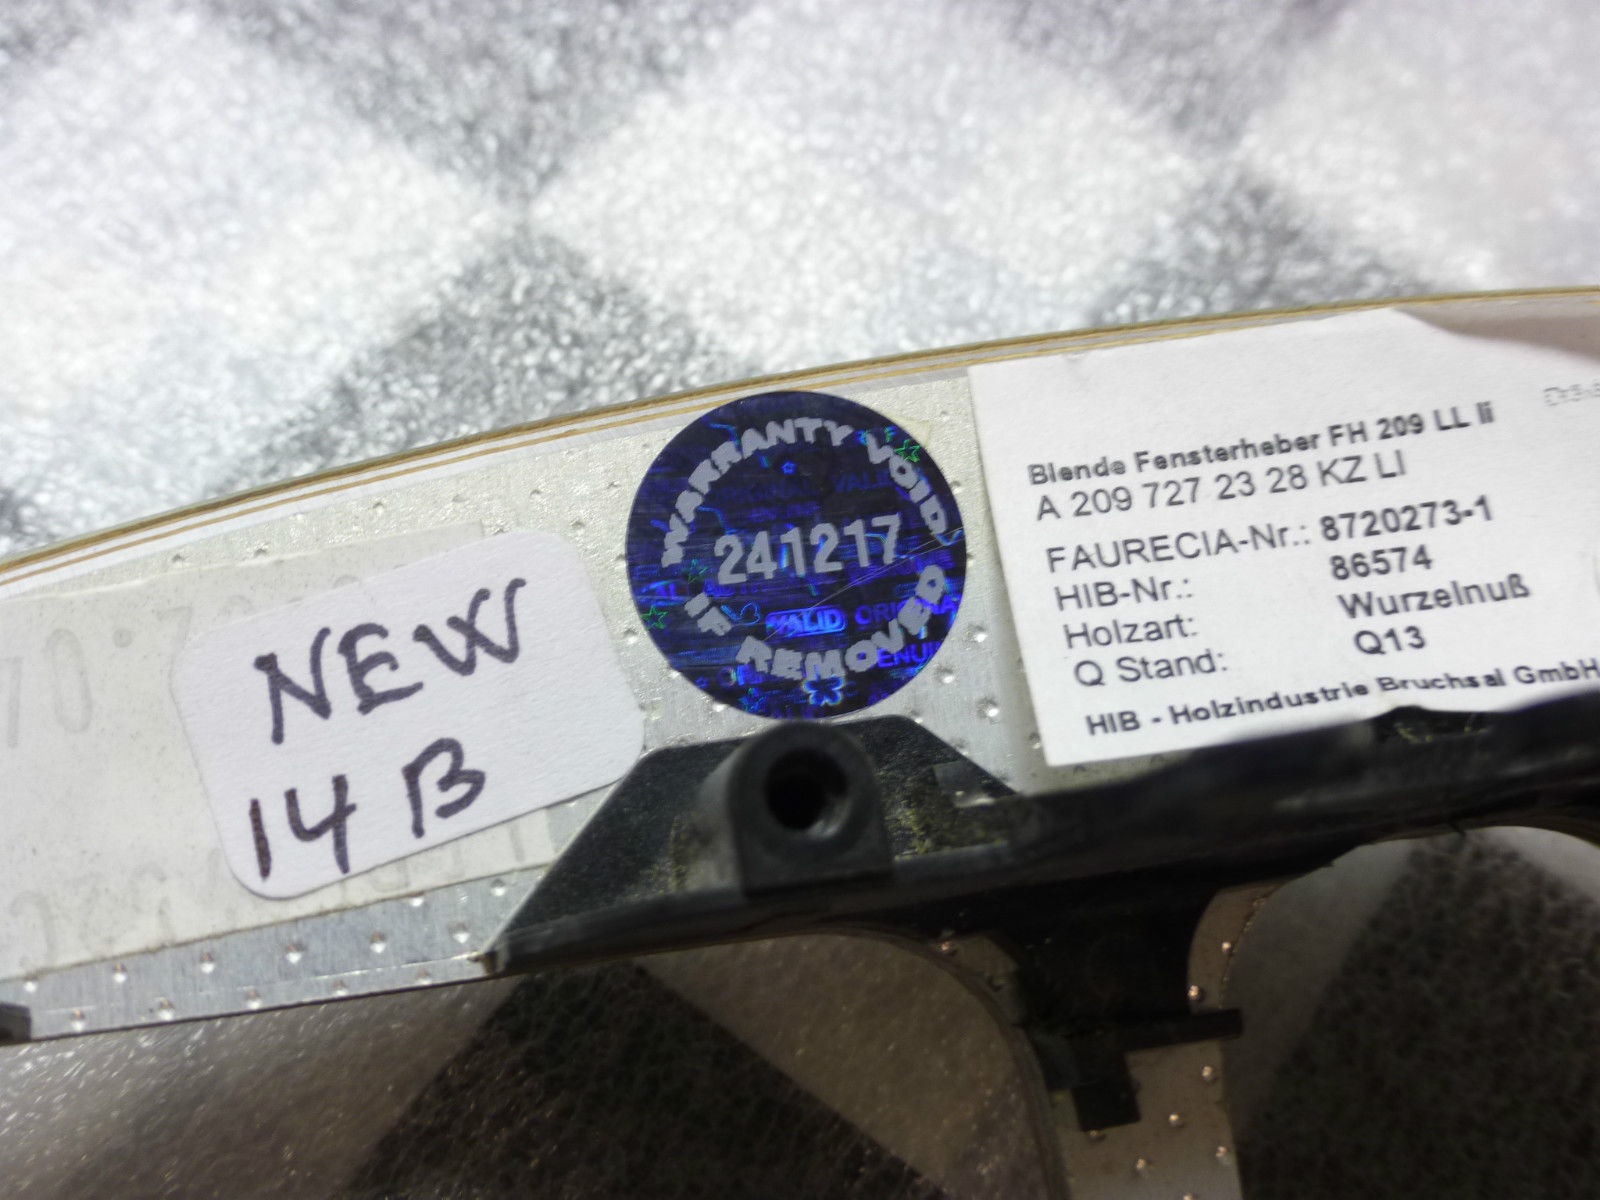 NEW
14 B
WARRANTY VOID
241217
VALID
IF REMOVED
Blende Fensterheber FH 209 LL li
A 209 727 23 28 KZ LI
FAURECIA-Nr.: 8720273-1
HIB-Nr.: 86574
Holzart: Wurzelnuß
Q Stand: Q13
HIB - Holzindustrie Bruchsal GmbH